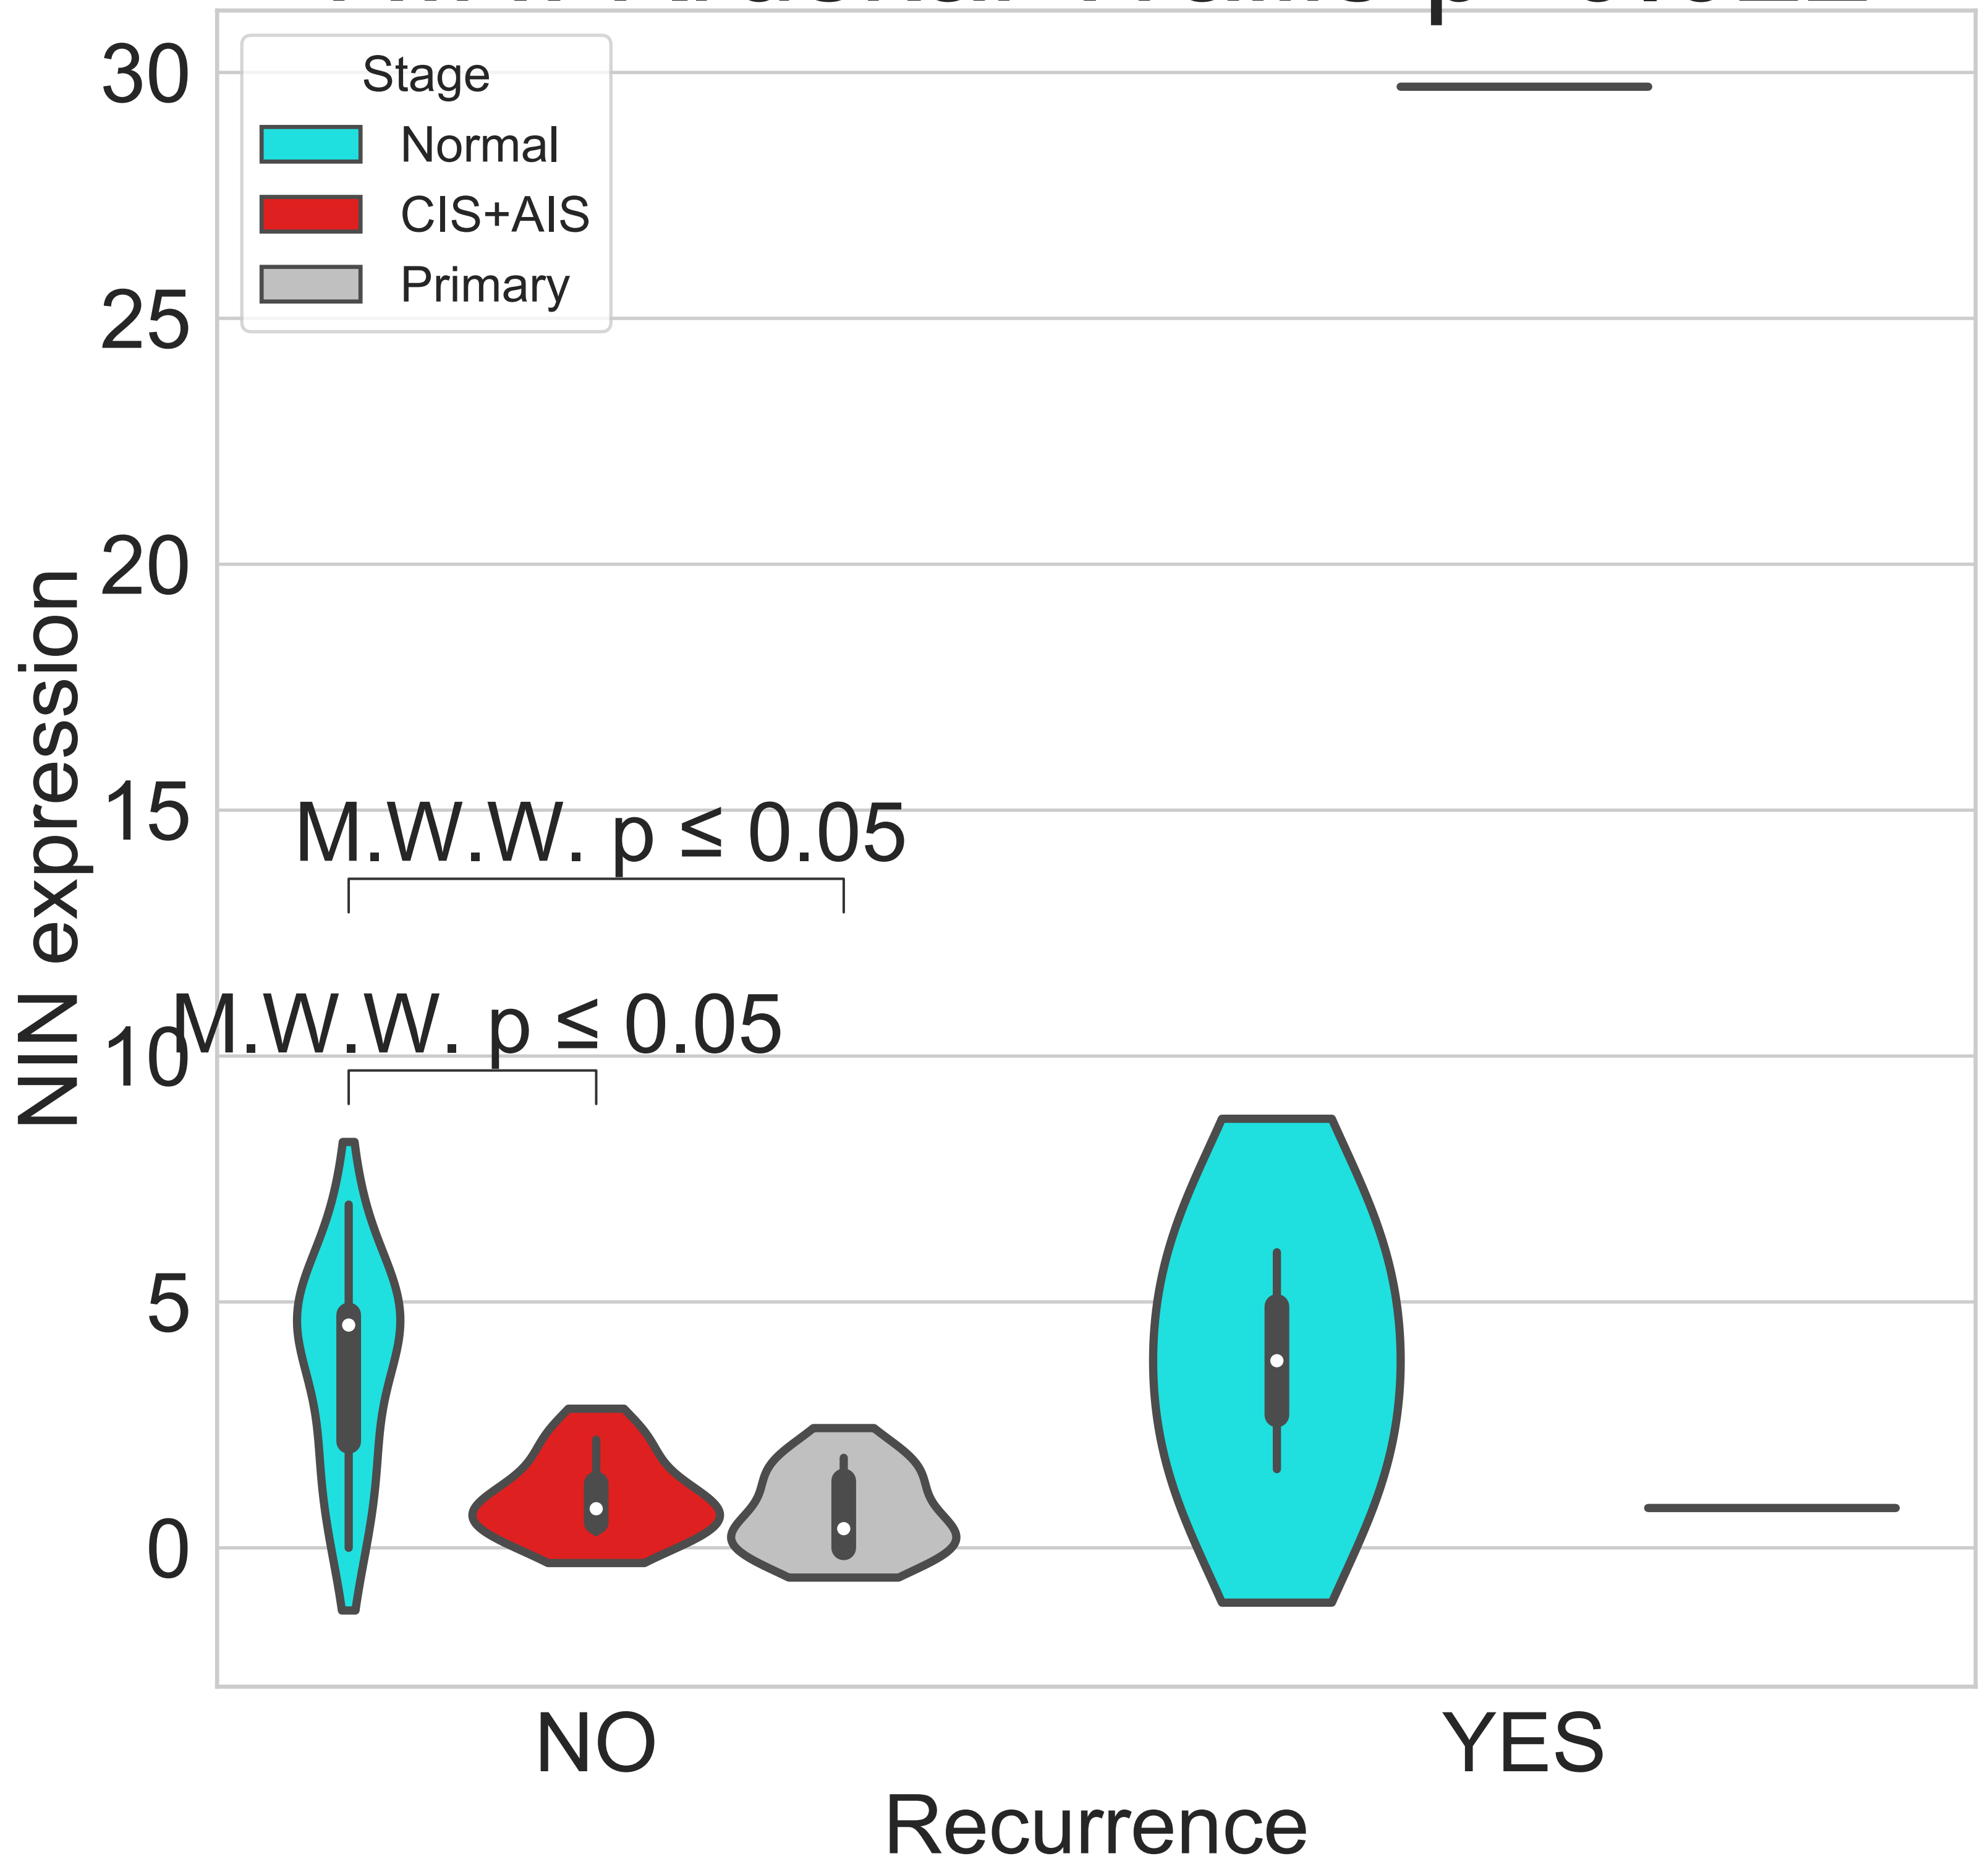 30
Stage
Normal
CIS+AIS
Primary
25
20
15
M.W.W. p ≤ 0.05
M.W.W. p ≤ 0.05
10
5
0
NIN expression
NO
YES
Recurrence